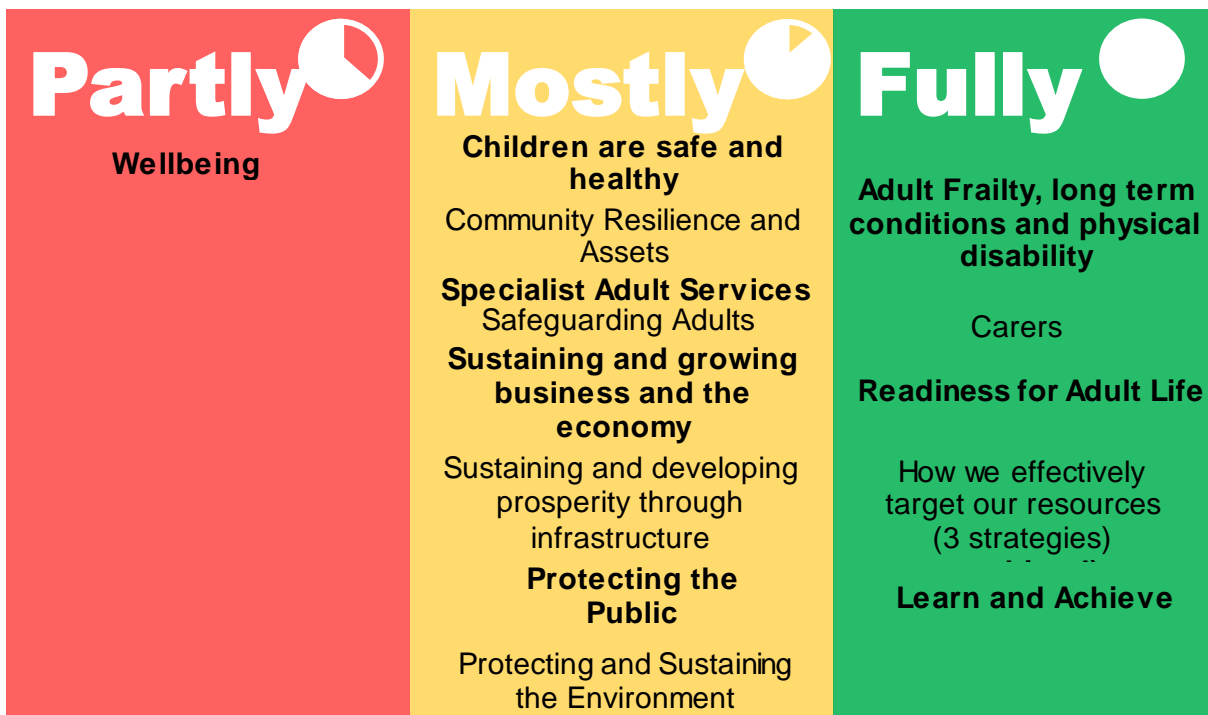 Partly
Wellbeing
Mostly
Children are safe and
healthy
Community Resilience and
Assets
Specialist Adult Services
Safeguarding Adults
Sustaining and growing
business and the
economy
Sustaining and developing
prosperity through
infrastructure
Protecting the
Public
Protecting and Sustaining
the Environment
Fully
Adult Frailty, long term
conditions and physical
disability
Carers
Readiness for Adult Life
How we effectively
target our resources
(3 strategies)
Learn and Achieve